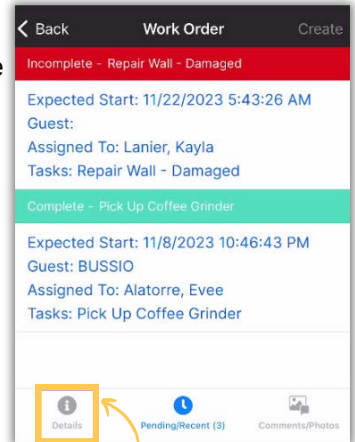 Back Work Order Create
Incomplete - Repair Wall - Damaged
Expected Start: 11/22/2023 5:43:26 AM
Guest:
Assigned To: Lanier, Kayla
Tasks: Repair Wall - Damaged
Complete - Pick Up Coffee Grinder
Expected Start: 11/8/2023 10:46:43 PM
Guest: BUSSIO
Assigned To: Alatorre, Evee
Tasks: Pick Up Coffee Grinder
Details Pending/Recent (3) Comments/Photos